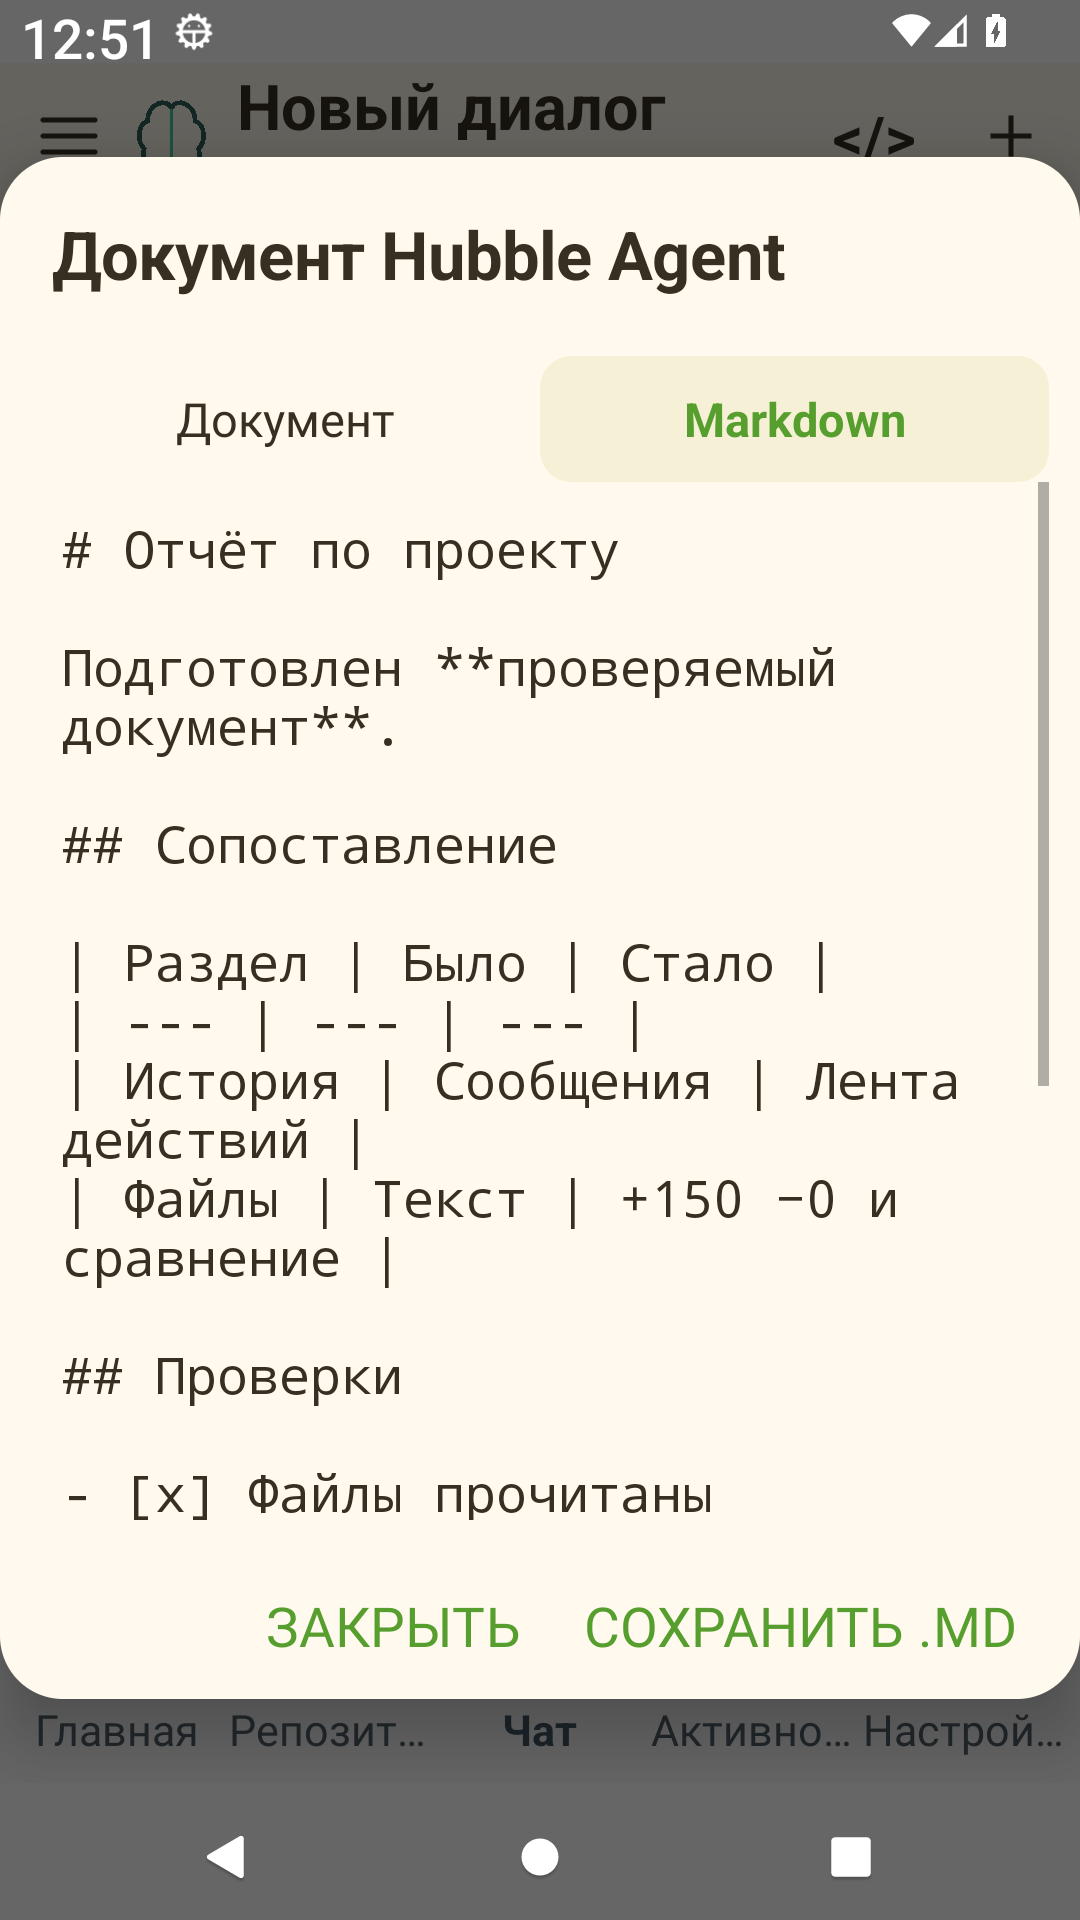 12:51
Новый диалог
</> +
Документ Hubble Agent
Документ Markdown
# Отчёт по проекту
Подготовлен **проверяемый
документ**.
## Сопоставление
| Раздел | Было | Стало |
| --- | --- | --- |
| История | Сообщения | Лента
действий |
| Файлы | Текст | +150 −0 и
сравнение |
## Проверки
- [x] Файлы прочитаны
ЗАКРЫТЬ СОХРАНИТЬ .MD
Главная Репозит… Чат Активно… Настрой…